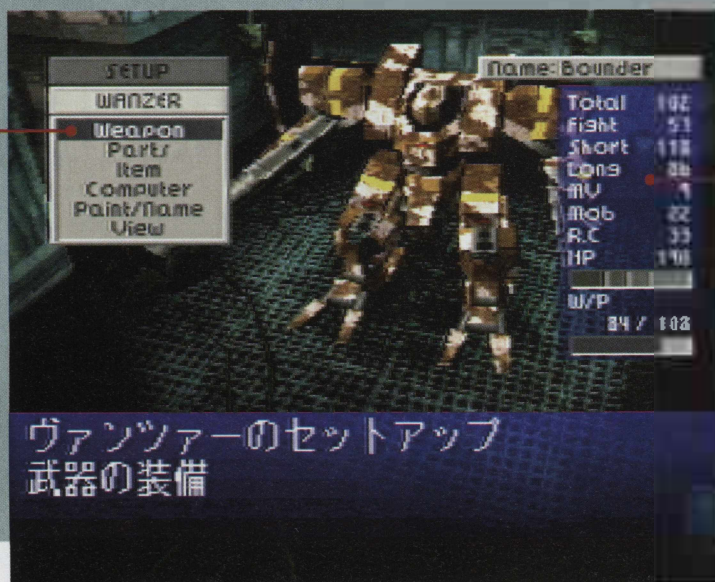 SETUP
WANZER
Weapon
Parts
Item
Computer
Paint/Name
View
Name:Bounder
Total
Fight
Short
Long
MV
Mob
R.C
HP
W/P
ヴァンツァーのセットアップ
武器の装備